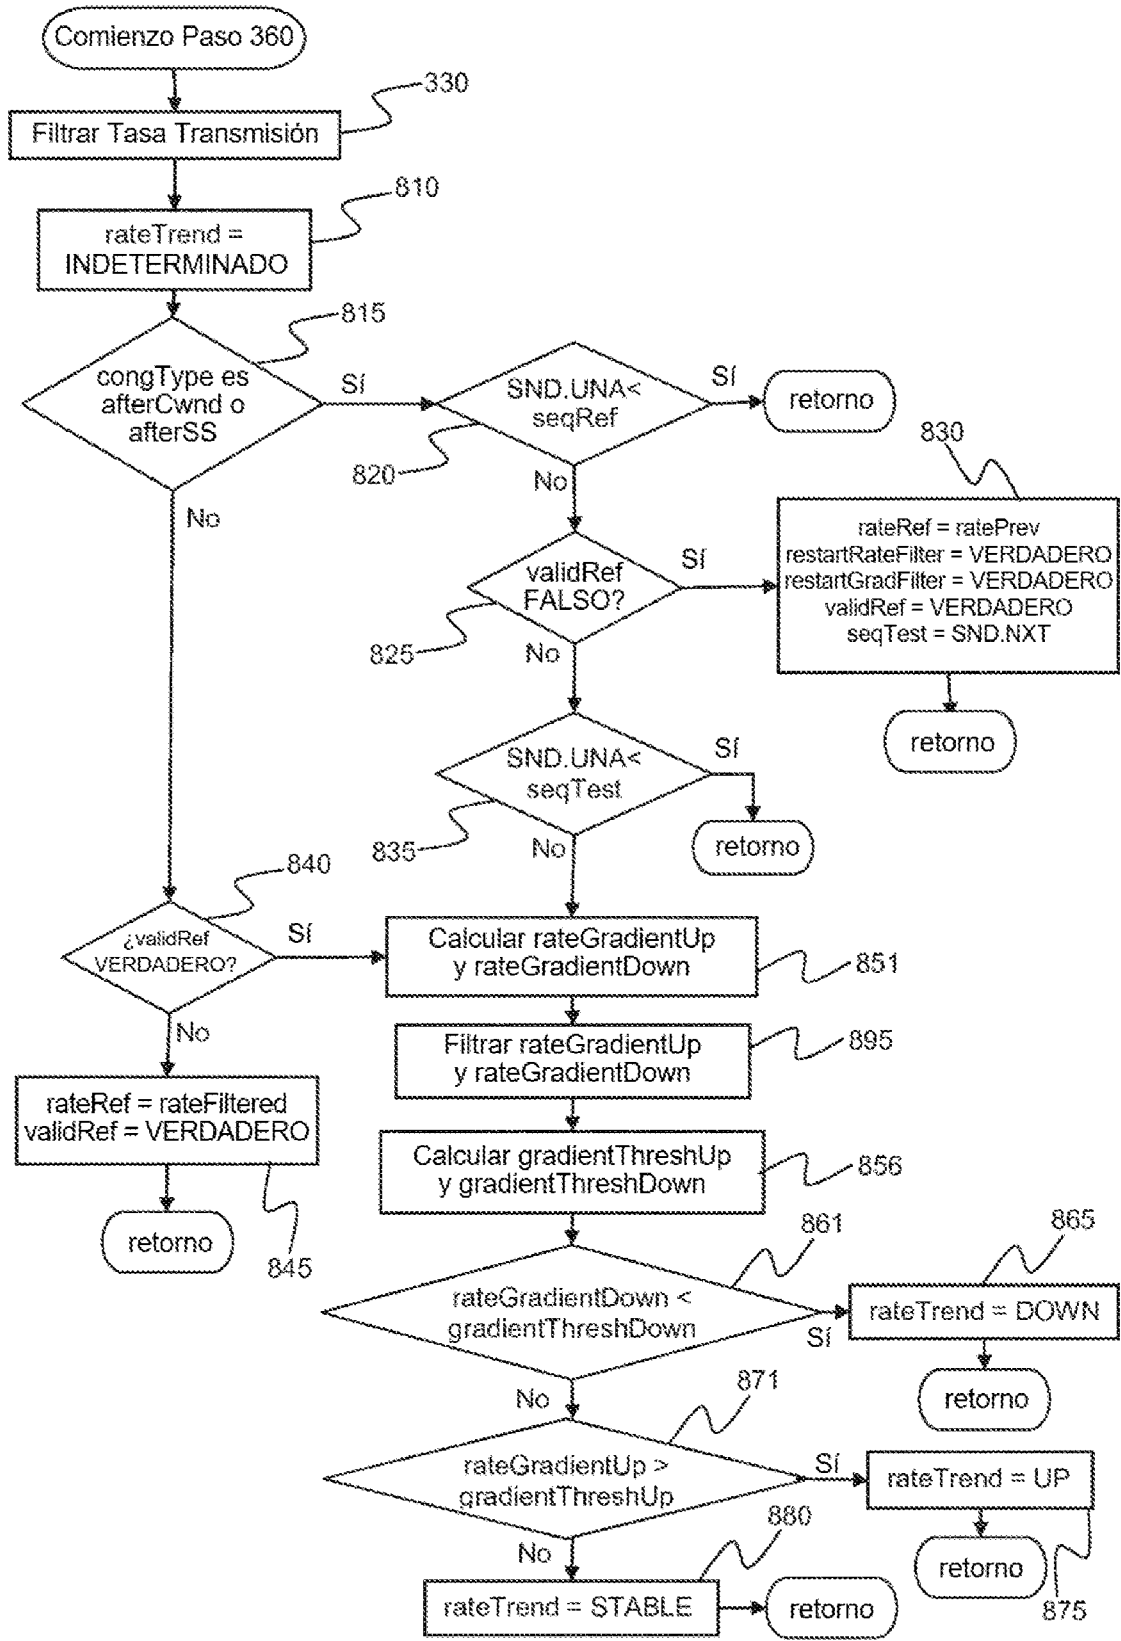 Comienzo Paso 360
330
Filtrar Tasa Transmisión
810
rateTrend =
INDETERMINADO
815
congType es
afterCwnd o
afterSS
Sí
SND.UNA<
seqRef
Sí
retorno
820
No
No
830
rateRef = ratePrev
restartRateFilter = VERDADERO
restartGradFilter = VERDADERO
validRef = VERDADERO
seqTest = SND.NXT
validRef
FALSO?
Sí
825
No
retorno
SND.UNA<
seqTest
Sí
835
No
retorno
840
¿validRef
VERDADERO?
Sí
No
Calcular rateGradientUp
y rateGradientDown
851
Filtrar rateGradientUp
y rateGradientDown
895
rateRef = rateFiltered
validRef = VERDADERO
845
retorno
Calcular gradientThreshUp
y gradientThreshDown
856
861
rateGradientDown <
gradientThreshDown
Sí
865
rateTrend = DOWN
retorno
No
871
rateGradientUp >
gradientThreshUp
Sí
rateTrend = UP
875
retorno
No
880
rateTrend = STABLE
retorno